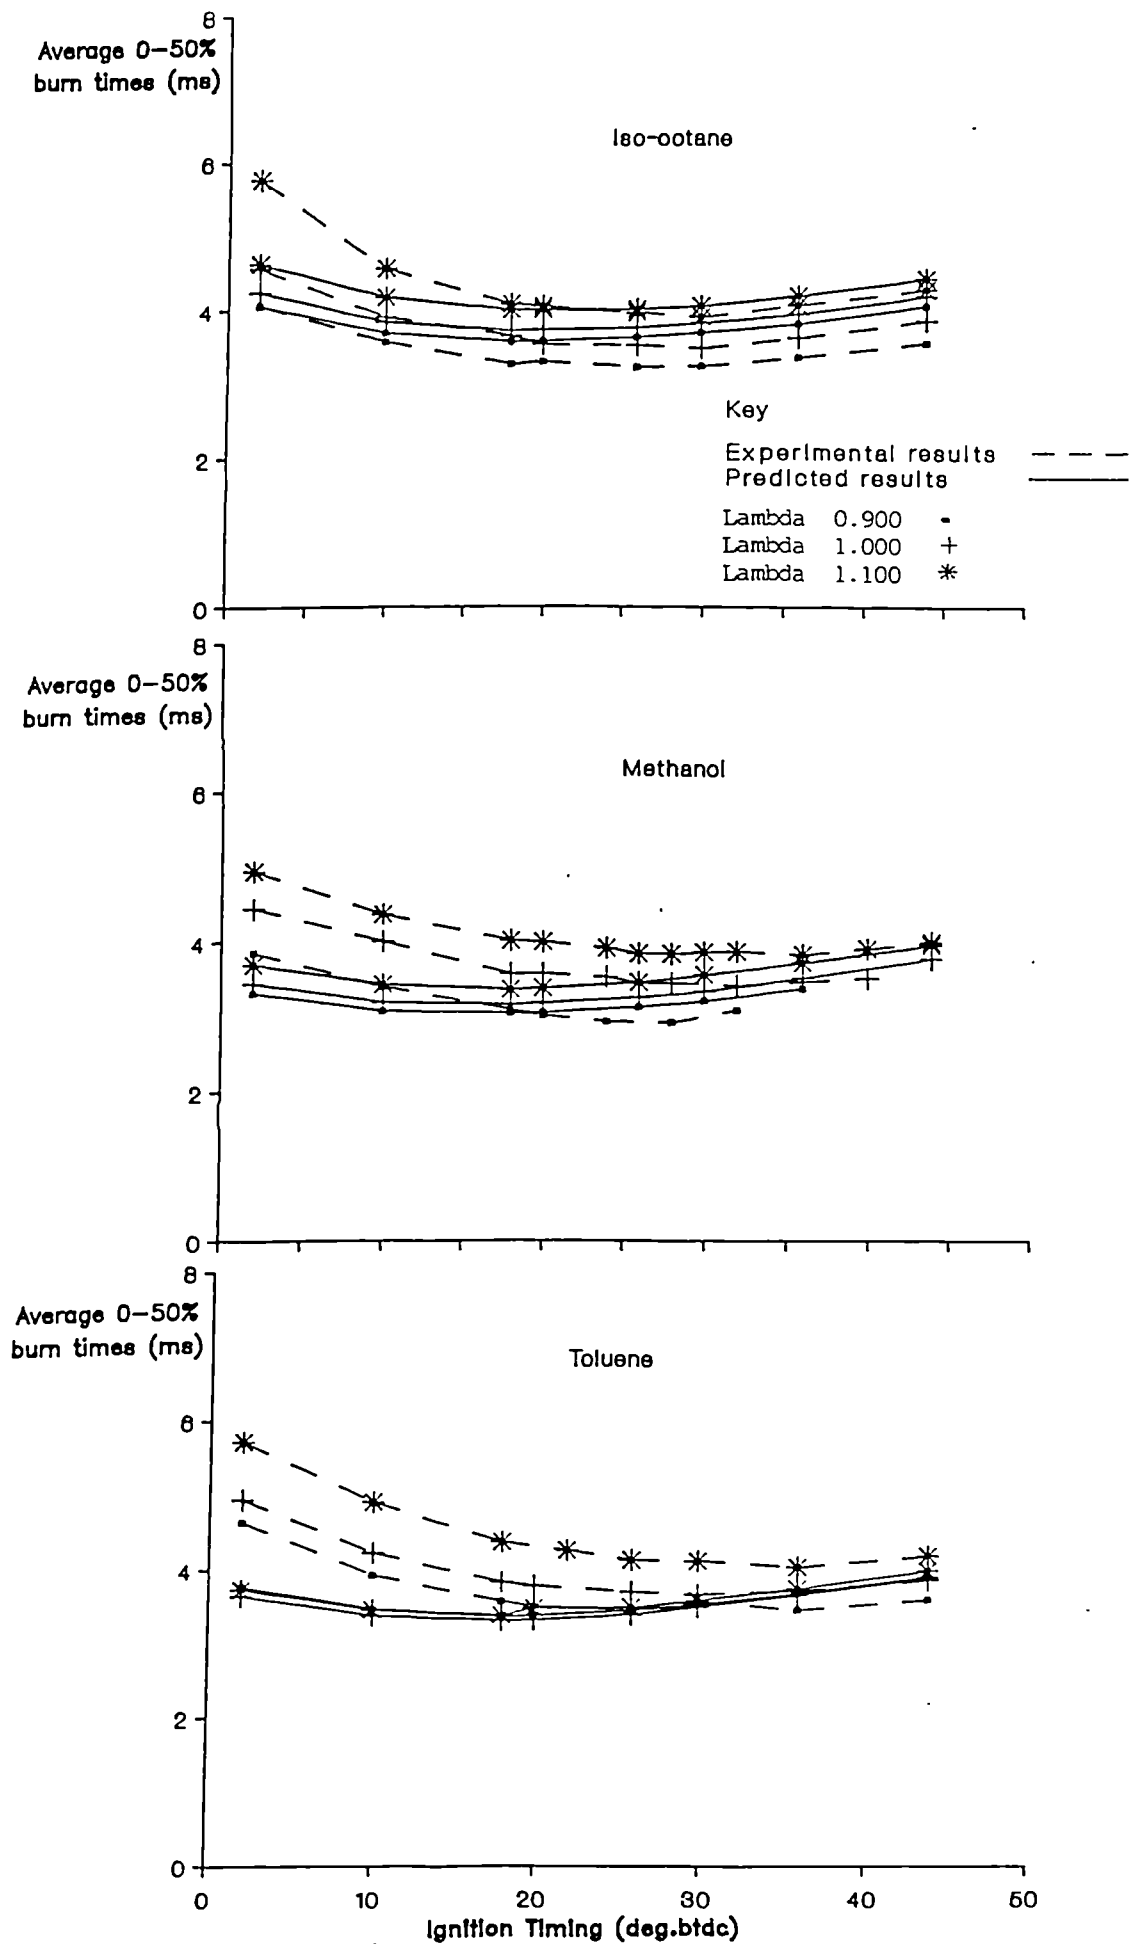 8
Average 0-50%
burn times (ms)
Iso-octane
6
4
Key
Experimental results
2
Predicted results
Lambda 0.900
Lambda 1.000 +
Lambda 1.100 *
0
8
Average 0-50%
burn times (ms)
Methanol
6
4
2
0
8
Average 0-50%
burn times (ms)
Toluene
6
4
2
0
0 10 20 30 40 50
Ignition Timing (deg.btdc)